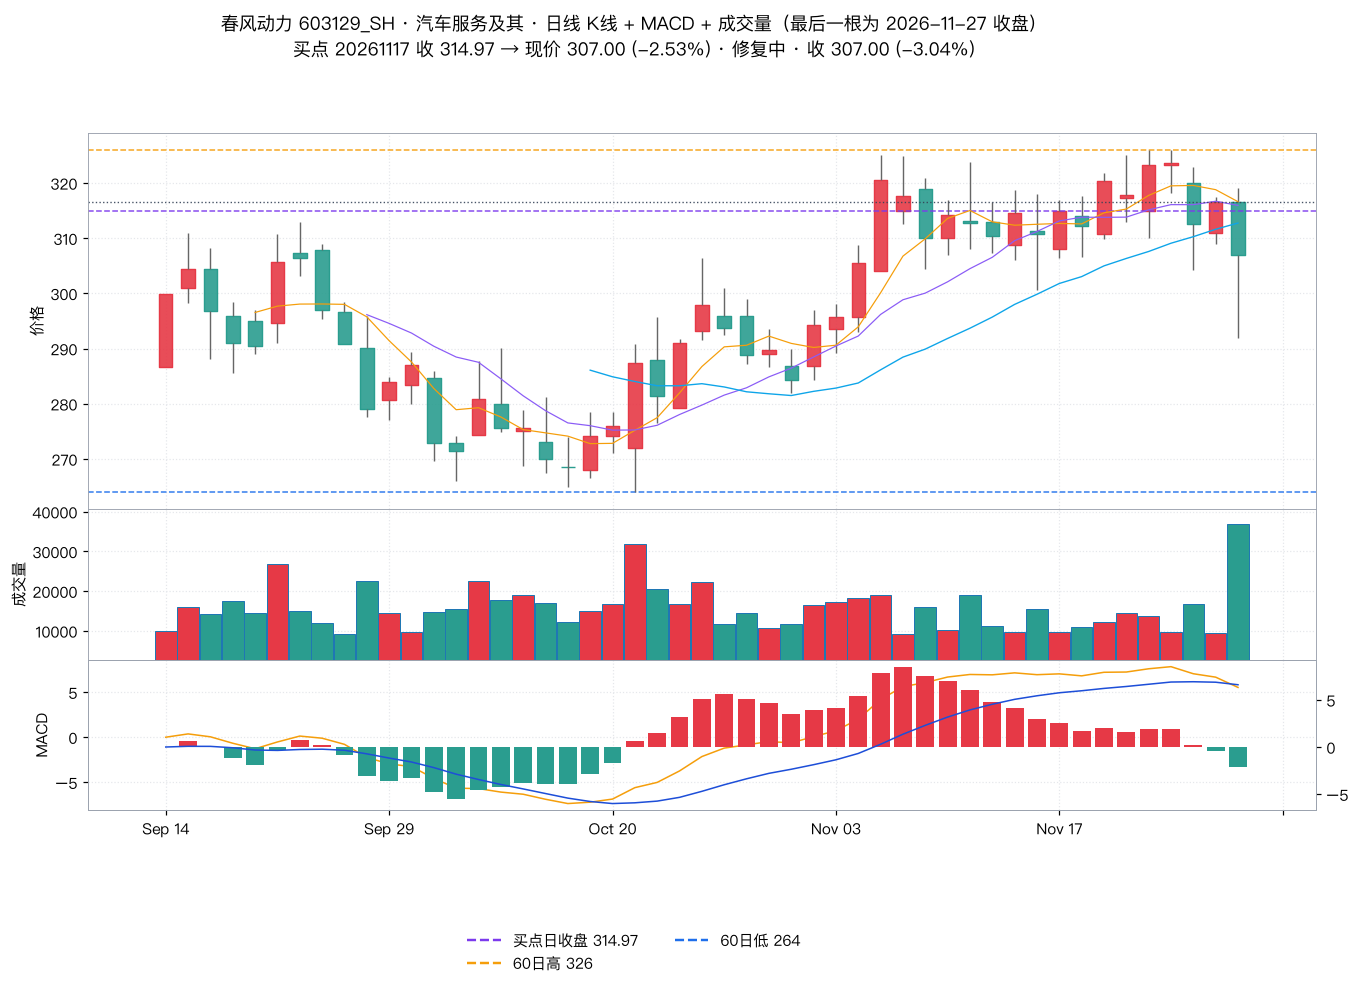 春风动力 603129_SH · 汽车服务及其 · 日线 K线 + MACD + 成交量（最后一根为 2026−11−27 收盘）
买点 20261117 收 314.97 → 现价 307.00 (−2.53%) · 修复中 · 收 307.00 (−3.04%)
价格
320
310
300
290
280
270
成交量
40000
30000
20000
10000
MACD
5
0
−5
5
0
−5
Sep 14
Sep 29
Oct 20
Nov 03
Nov 17
买点日收盘 314.97
60日低 264
60日高 326